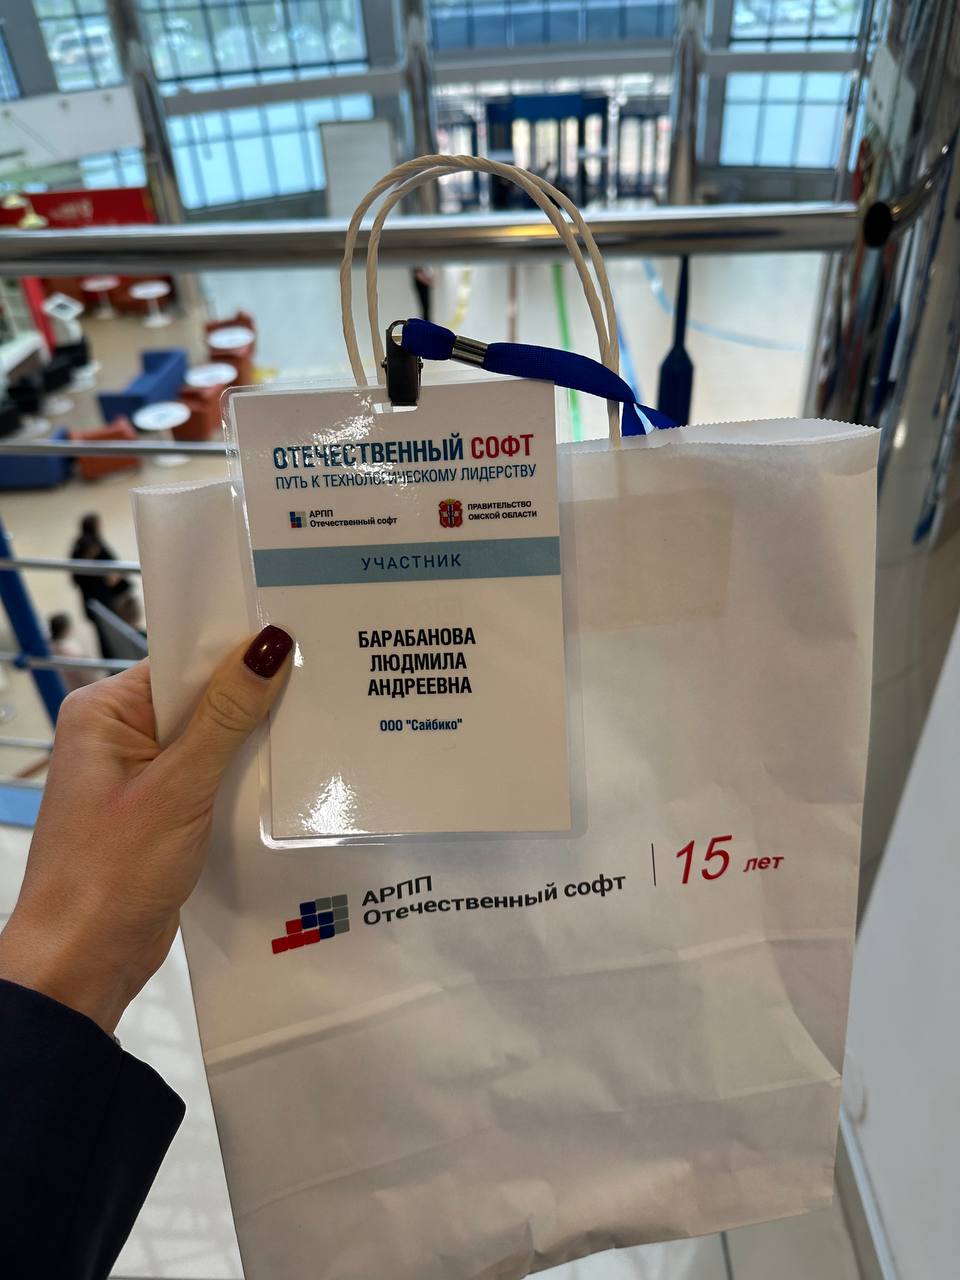 ОТЕЧЕСТВЕННЫЙ СОФТ
ПУТЬ К ТЕХНОЛОГИЧЕСКОМУ ЛИДЕРСТВУ
АРПП
Отечественный софт
ПРАВИТЕЛЬСТВО
ОМСКОЙ ОБЛАСТИ
УЧАСТНИК
БАРАБАНОВА
ЛЮДМИЛА
АНДРЕЕВНА
ООО "Сайбико"
АРПП
Отечественный софт
15 лет